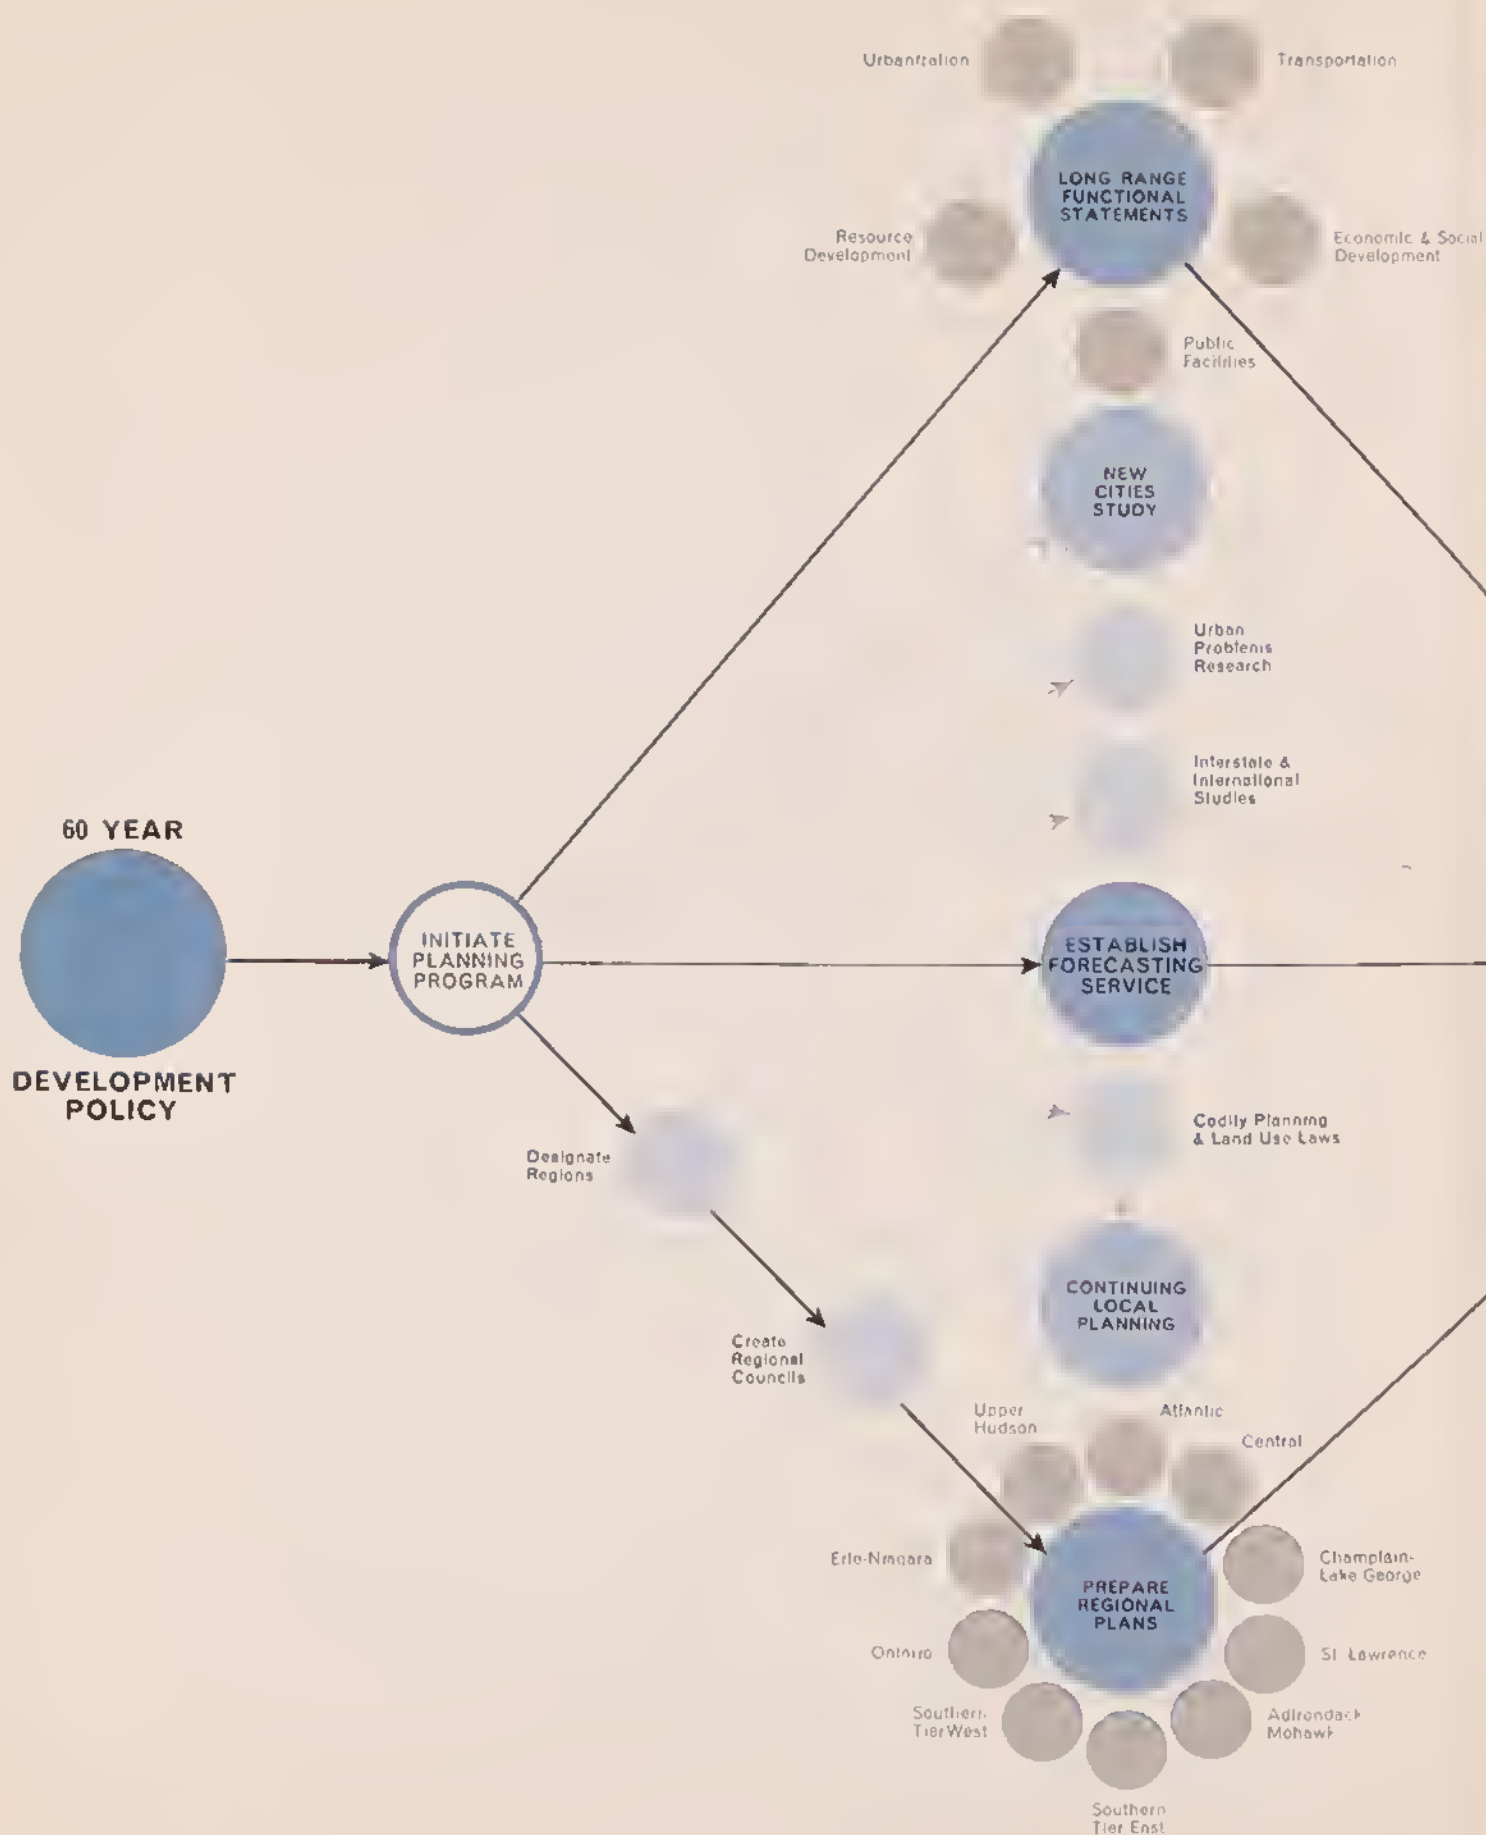 Urbanization
Transportation
LONG RANGE
FUNCTIONAL
STATEMENTS
Resource
Development
Economic & Social
Development
Public
Facilities
NEW
CITIES
STUDY
Urban
Problems
Research
Interstate &
International
Studies
60 YEAR
DEVELOPMENT
POLICY
INITIATE
PLANNING
PROGRAM
ESTABLISH
FORECASTING
SERVICE
Codify Planning
& Land Use Laws
Designate
Regions
CONTINUING
LOCAL
PLANNING
Create
Regional
Councils
Upper
Hudson
Atlantic
Central
Erie-Niagara
Champlain-
Lake George
PREPARE
REGIONAL
PLANS
Ontario
St Lawrence
Southern
Tier West
Adirondack
Mohawk
Southern
Tier East